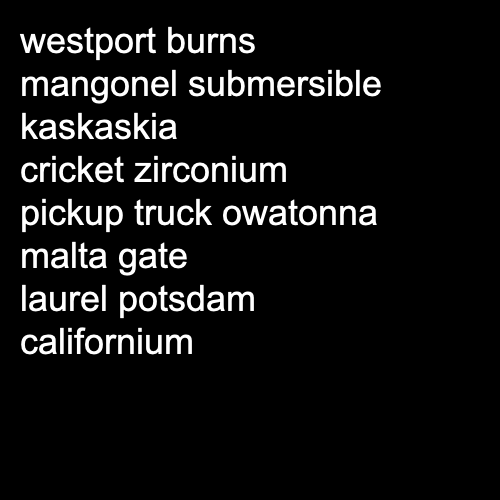 westport burns
mangonel submersible
kaskaskia
cricket zirconium
pickup truck owatonna
malta gate
laurel potsdam
californium